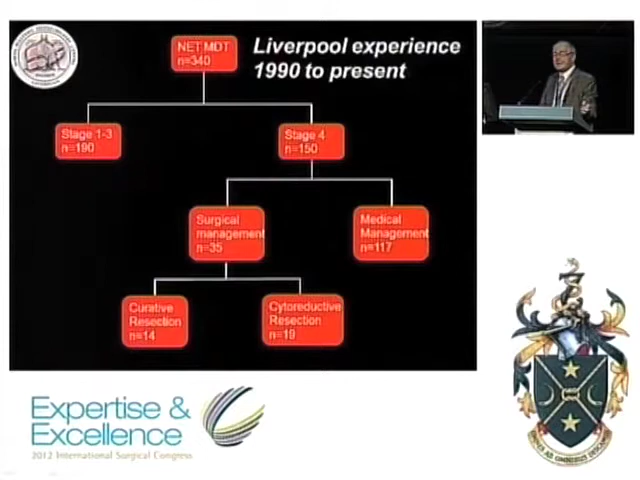 NET MDT
n=340
Liverpool experience
1990 to present
Stage 1-3
n=190
Stage 4
n=150
Surgical
management
n=35
Medical
Management
n=117
Curative
Resection
n=14
Cytoreductive
Resection
n=19
Expertise &
Excellence
2012 International Surgical Congress